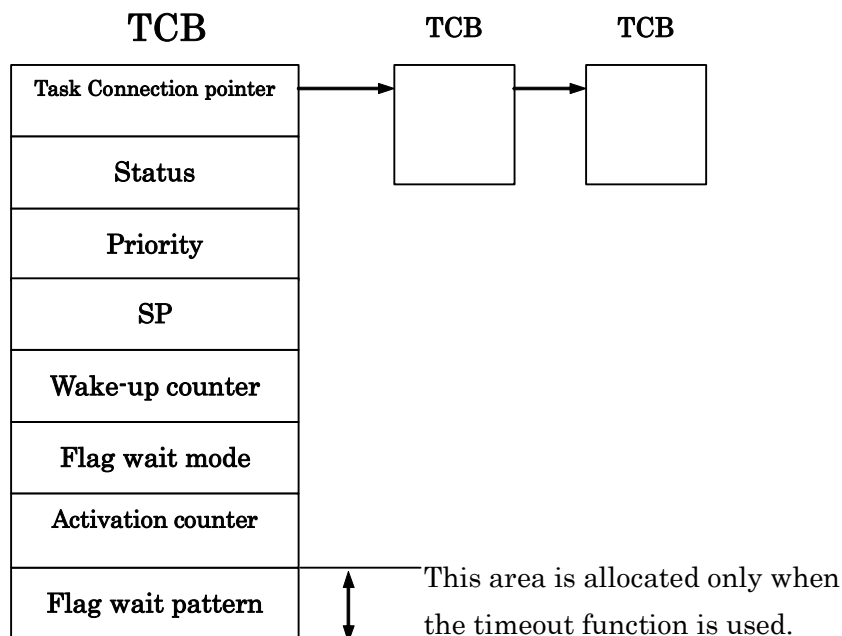 TCB
TCB
TCB
Task Connection pointer
Status
Priority
SP
Wake-up counter
Flag wait mode
Activation counter
Flag wait pattern
This area is allocated only when
the timeout function is used.